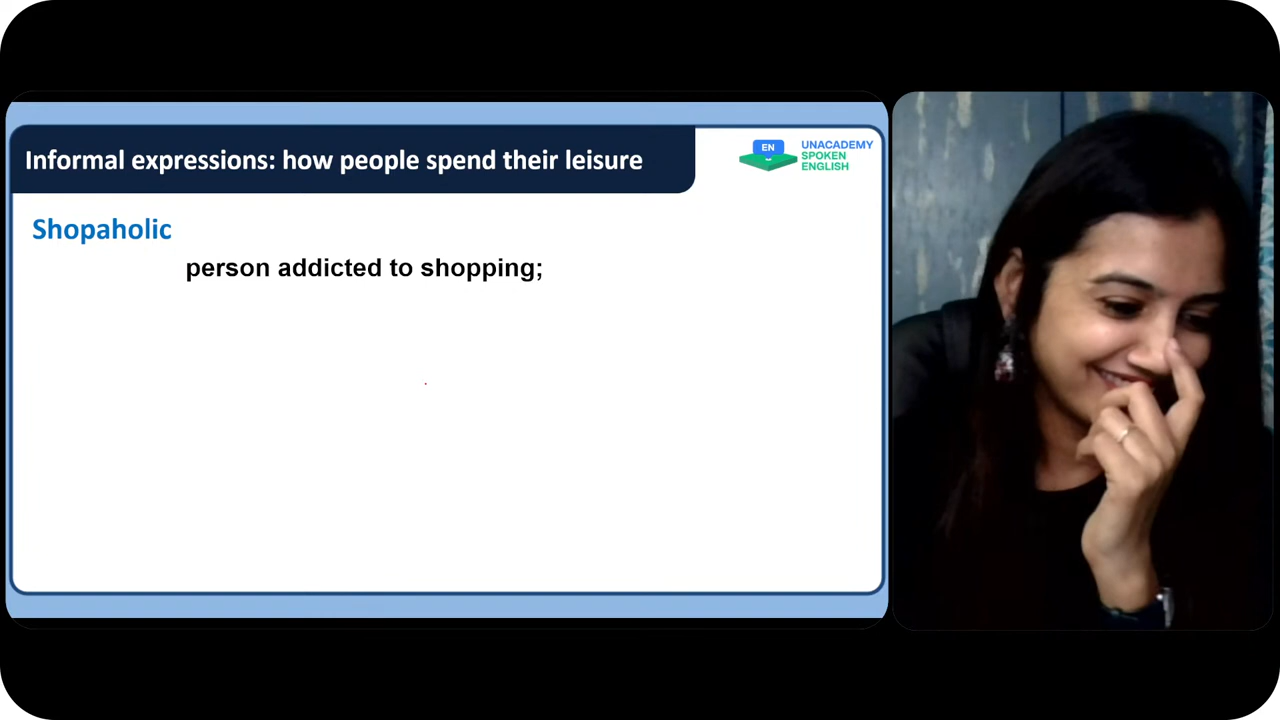 Informal expressions: how people spend their leisure
EN
UNACADEMY
SPOKEN
ENGLISH
Shopaholic
person addicted to shopping;